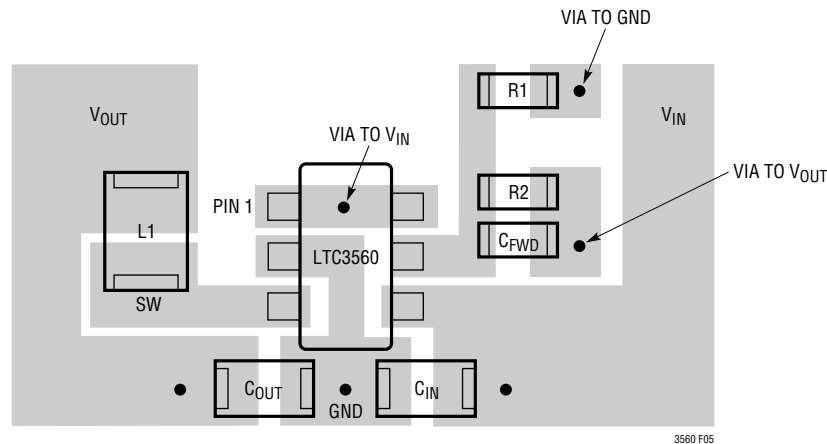 VIA TO GND
R1
VOUT
VIN
VIA TO VIN
VIA TO VOUT
PIN 1
R2
L1
CFWD
LTC3560
SW
COUT
GND
CIN
3560 F05